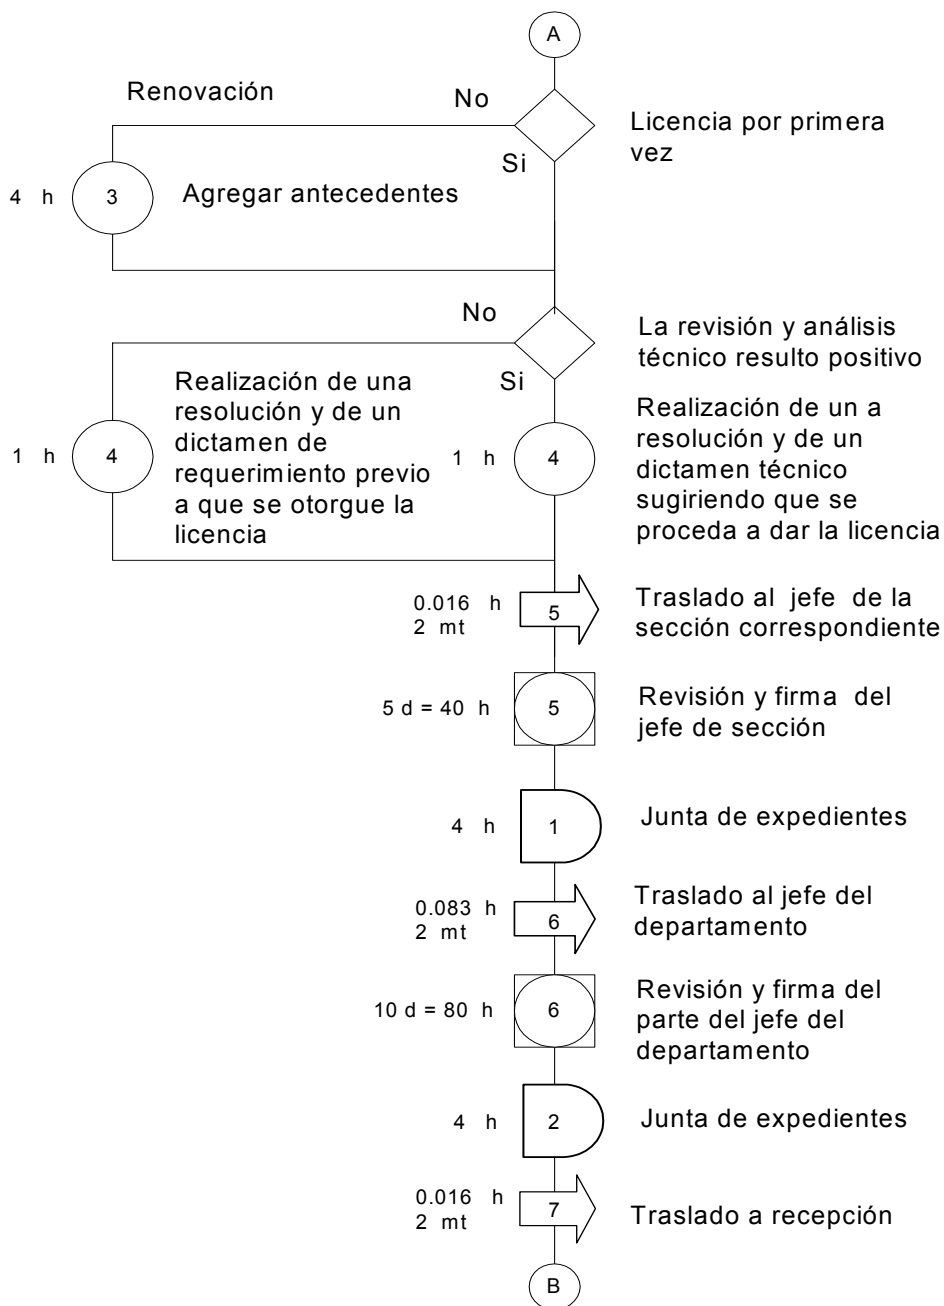 A
Renovación
No
Licencia por primera
vez
Si
4 h
3
Agregar antecedentes
No
La revisión y análisis
técnico resulto positivo
Si
Realización de una
resolución y de un
dictamen de
requerimiento previo
a que se otorgue la
licencia
1 h
4
1 h
4
Realización de un a
resolución y de un
dictamen técnico
sugiriendo que se
proceda a dar la licencia
0.016 h
2 mt
5
Traslado al jefe de la
sección correspondiente
5 d = 40 h
5
Revisión y firma del
jefe de sección
4 h
1
Junta de expedientes
0.083 h
2 mt
6
Traslado al jefe del
departamento
10 d = 80 h
6
Revisión y firma del
parte del jefe del
departamento
4 h
2
Junta de expedientes
0.016 h
2 mt
7
Traslado a recepción
B